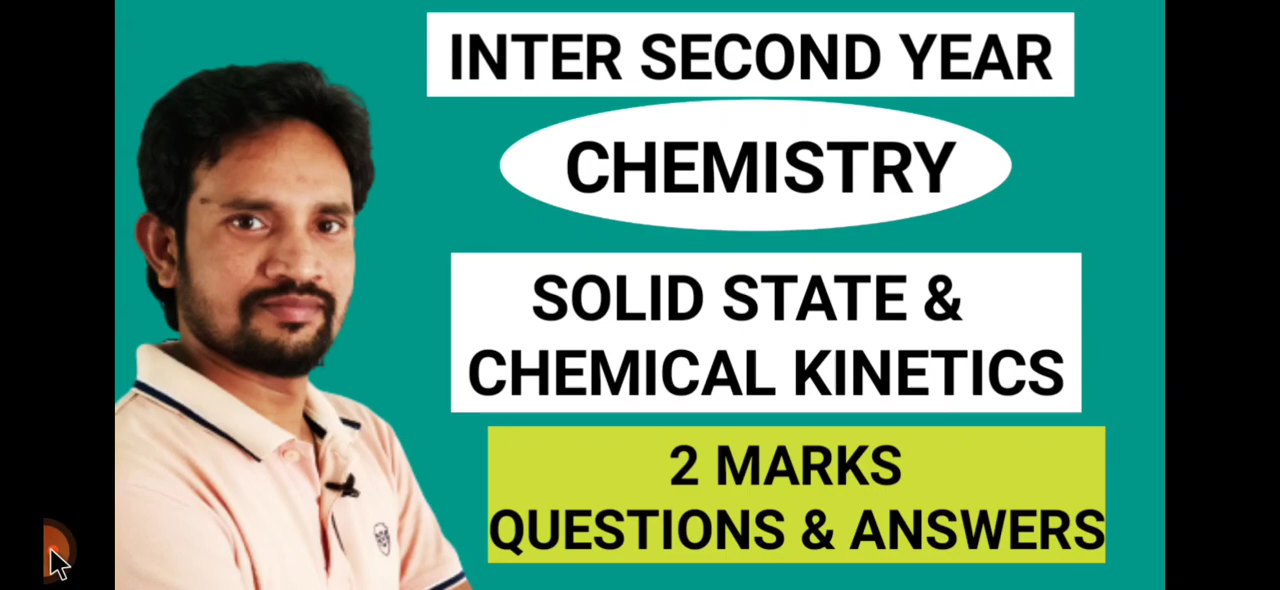 INTER SECOND YEAR
CHEMISTRY
SOLID STATE &
CHEMICAL KINETICS
2 MARKS
QUESTIONS & ANSWERS